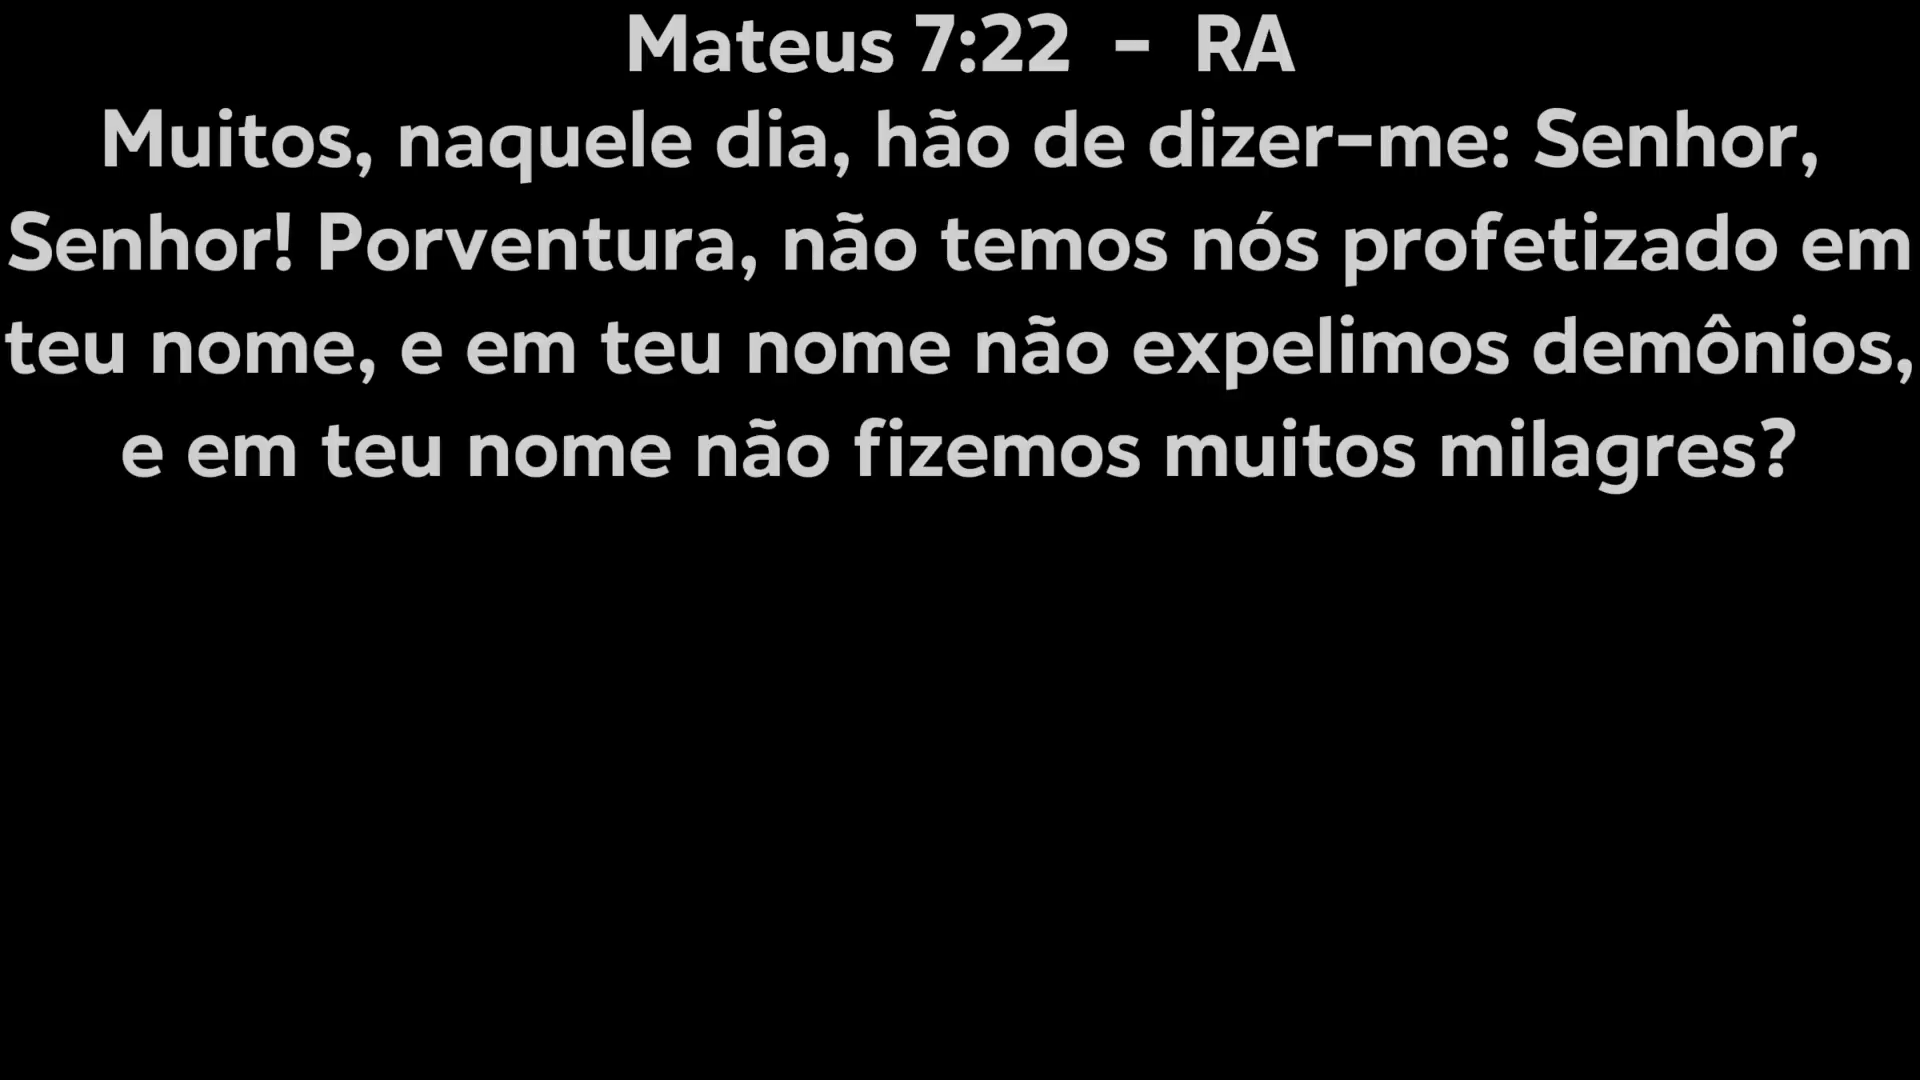 Mateus 7:22 - RA
Muitos, naquele dia, hão de dizer-me: Senhor,
Senhor! Porventura, não temos nós profetizado em
teu nome, e em teu nome não expelimos demônios,
e em teu nome não fizemos muitos milagres?